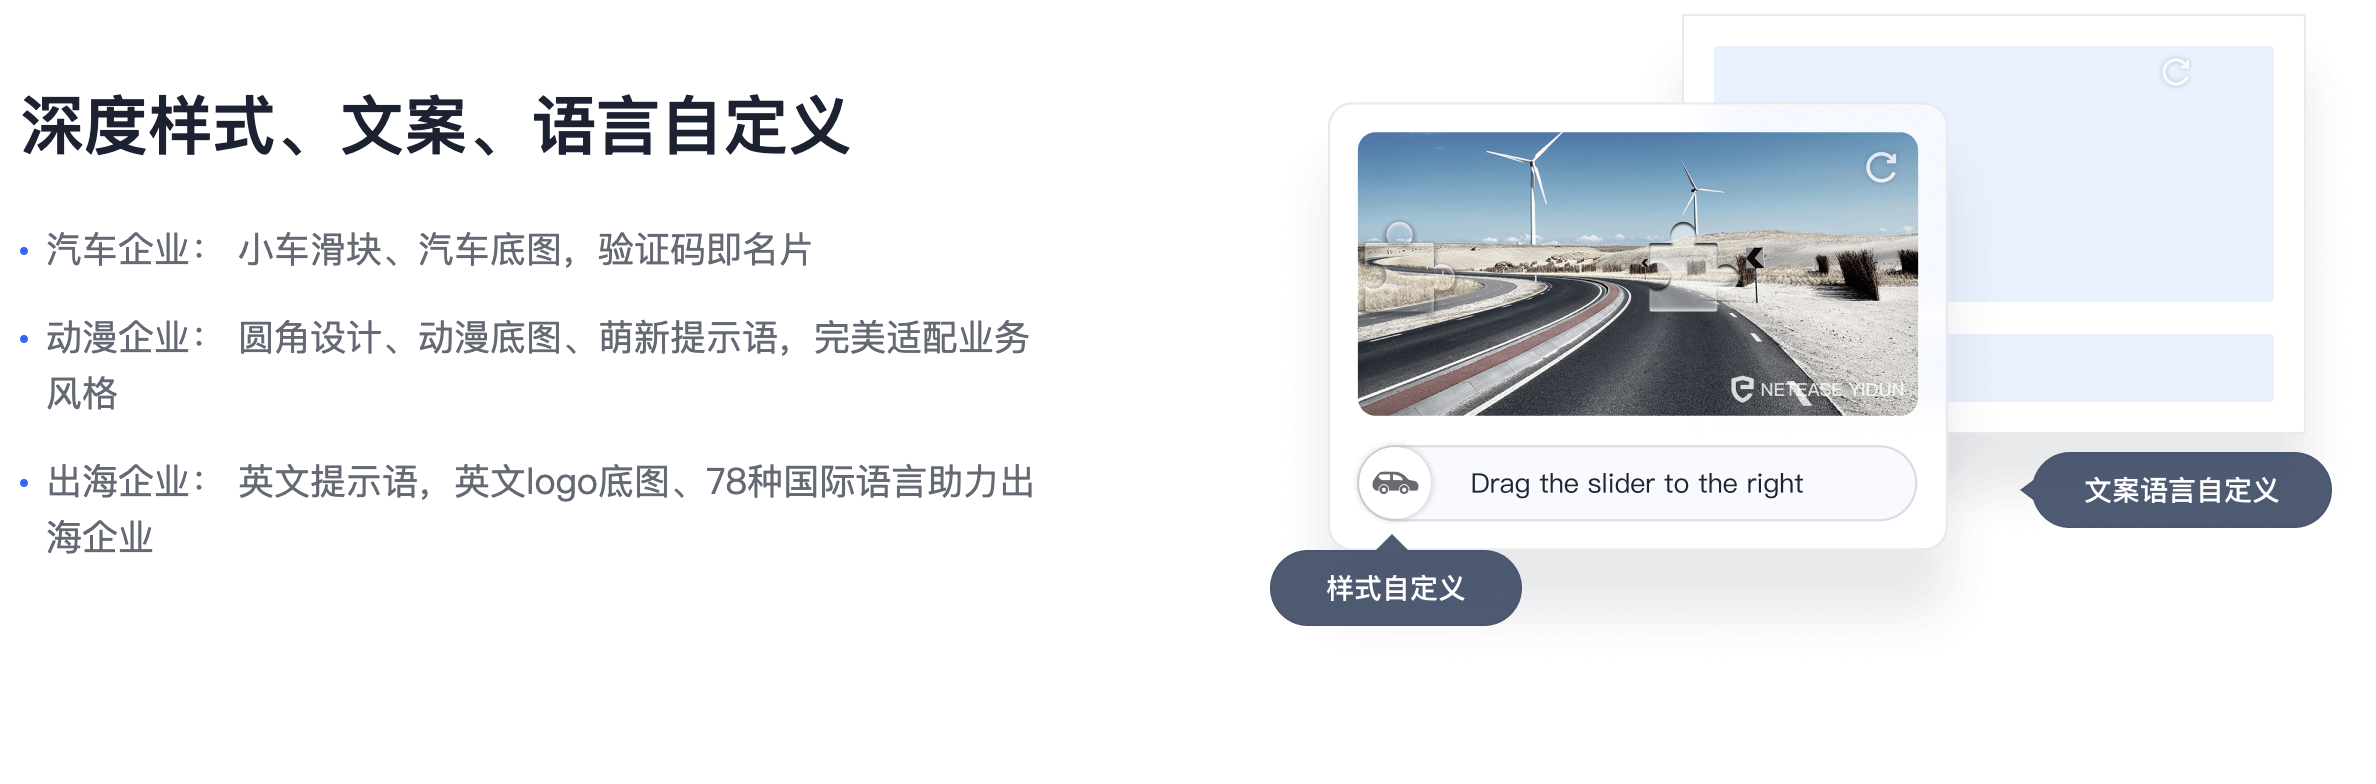 深度样式、文案、语言自定义
汽车企业： 小车滑块、汽车底图，验证码即名片
动漫企业： 圆角设计、动漫底图、萌新提示语，完美适配业务
风格
出海企业： 英文提示语，英文logo底图、78种国际语言助力出
海企业
NETEASE YIDUN
Drag the slider to the right
文案语言自定义
样式自定义